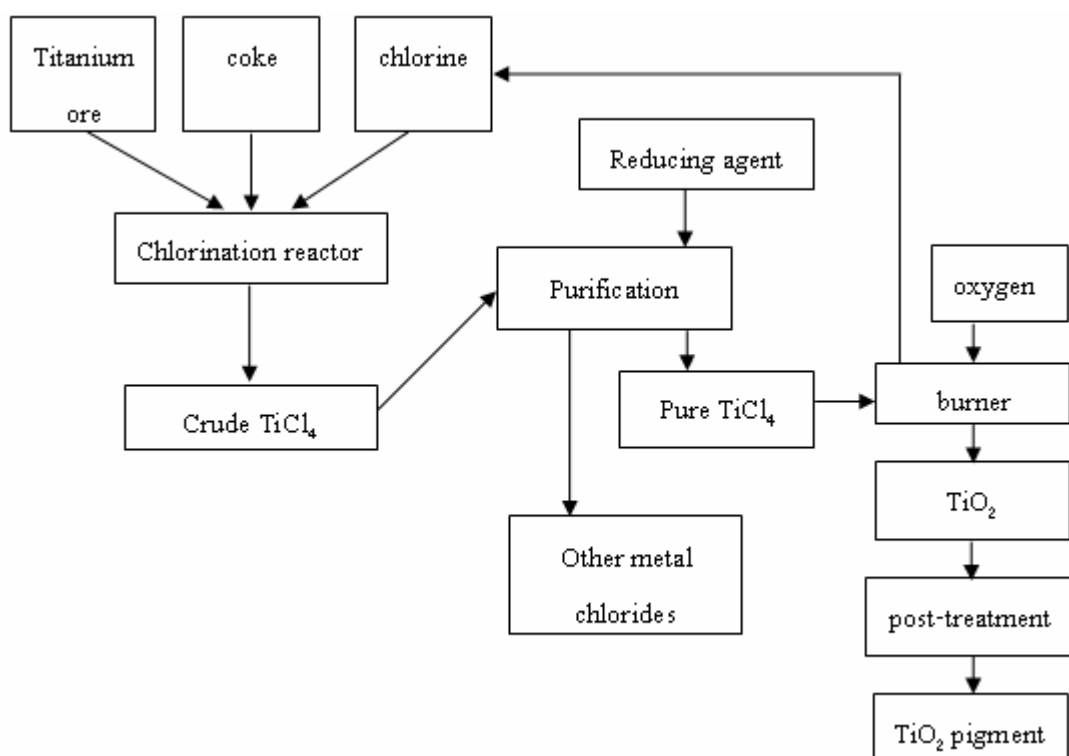 Titanium
ore
coke
chlorine
Reducing agent
Chlorination reactor
Purification
oxygen
Crude TiCl₄
Pure TiCl₄
burner
TiO₂
Other metal
chlorides
post-treatment
TiO₂ pigment